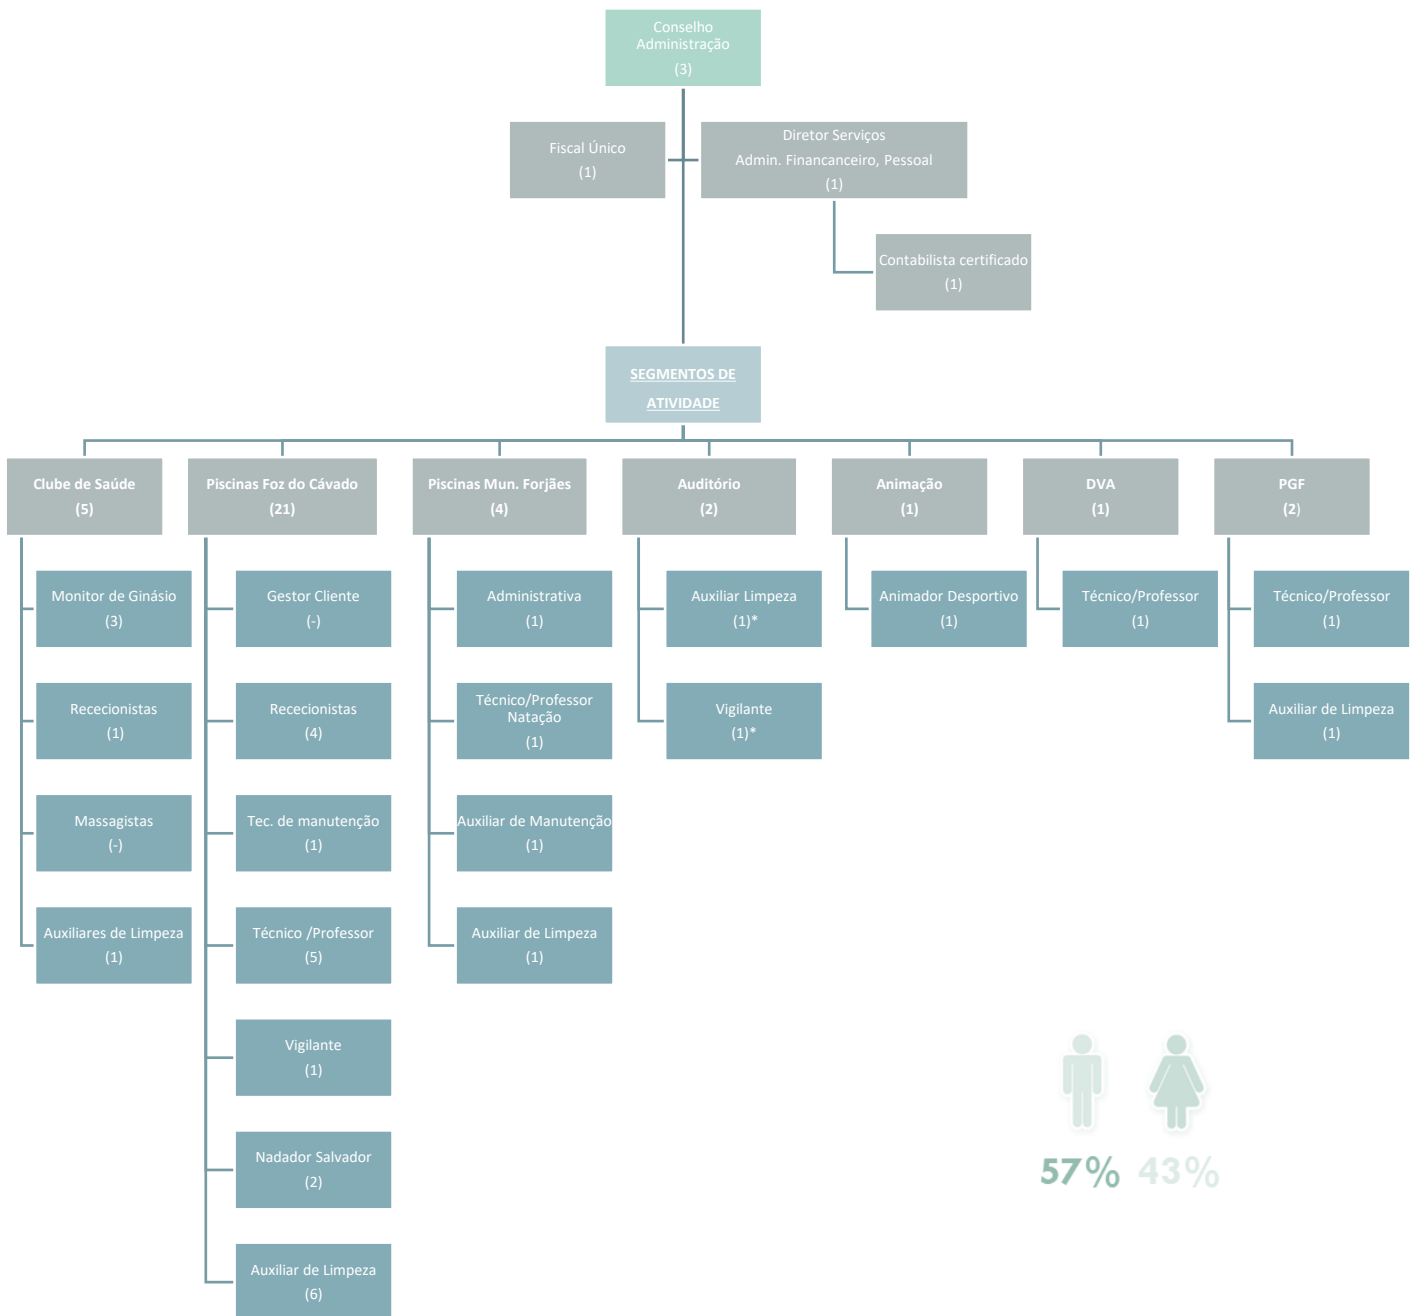 Conselho
Administração
(3)
Fiscal Único
(1)
Diretor Serviços
Admin. Financanceiro, Pessoal
(1)
Contabilista certificado
(1)
SEGMENTOS DE
ATIVIDADE
Clube de Saúde
(5)
Piscinas Foz do Cávado
(21)
Piscinas Mun. Forjães
(4)
Auditório
(2)
Animação
(1)
DVA
(1)
PGF
(2)
Monitor de Ginásio
(3)
Rececionistas
(1)
Massagistas
(-)
Auxiliares de Limpeza
(1)
Gestor Cliente
(-)
Rececionistas
(4)
Tec. de manutenção
(1)
Técnico /Professor
(5)
Vigilante
(1)
Nadador Salvador
(2)
Auxiliar de Limpeza
(6)
Administrativa
(1)
Técnico/Professor
Natação
(1)
Auxiliar de Manutenção
(1)
Auxiliar de Limpeza
(1)
Auxiliar Limpeza
(1)*
Vigilante
(1)*
Animador Desportivo
(1)
Técnico/Professor
(1)
Técnico/Professor
(1)
Auxiliar de Limpeza
(1)
57% 43%